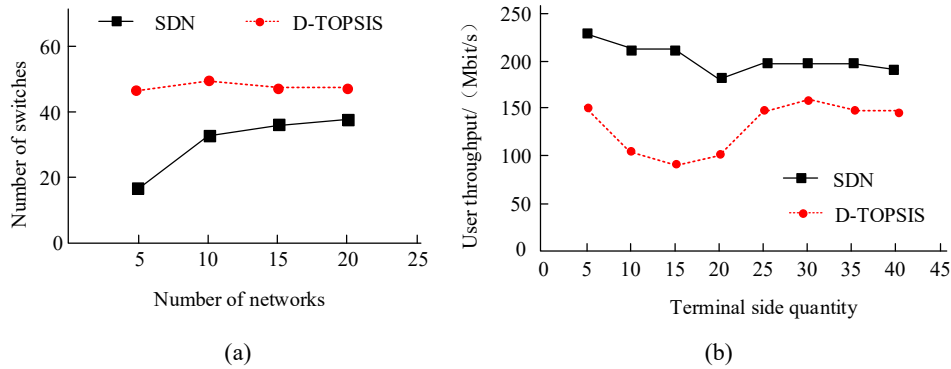 SDN
D-TOPSIS
Number of switches
60
40
20
0
5
10
15
20
25
Number of networks
(a)
User throughput/（Mbit/s）
250
200
150
100
50
0
SDN
D-TOPSIS
0
5
10
15
20
25
30
35
40
45
Terminal side quantity
(b)